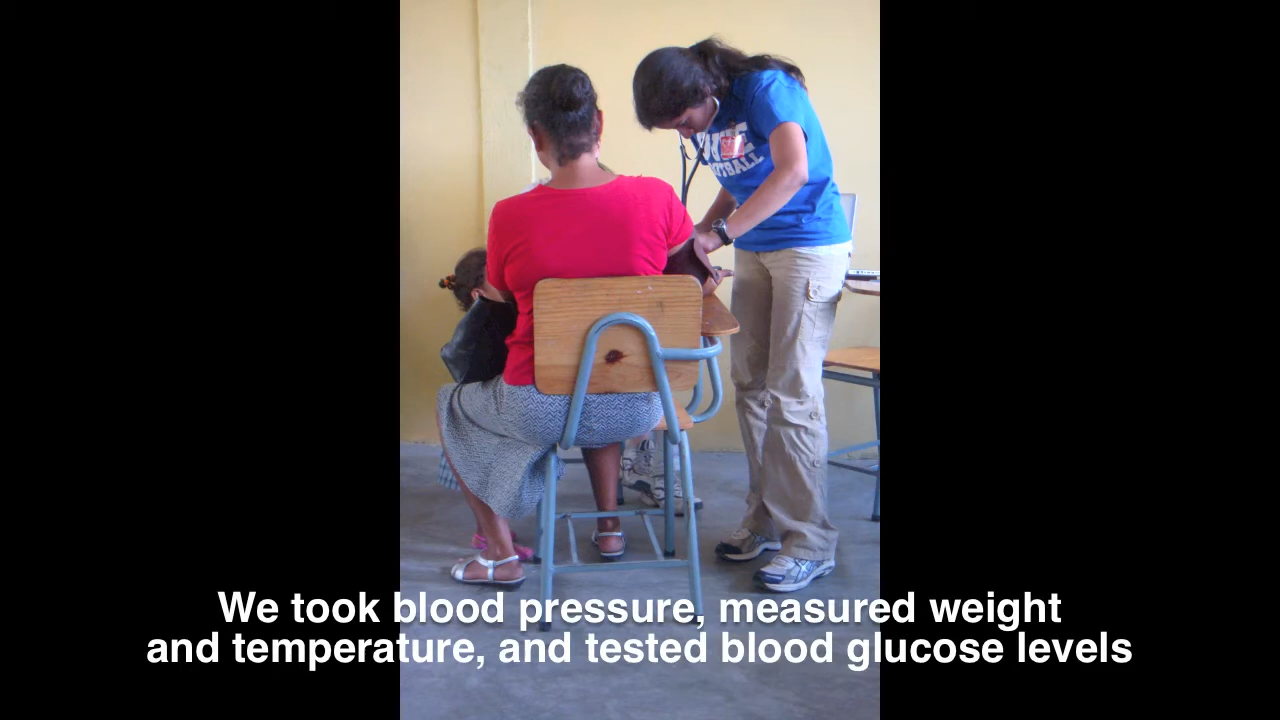 We took blood pressure, measured weight
and temperature, and tested blood glucose levels